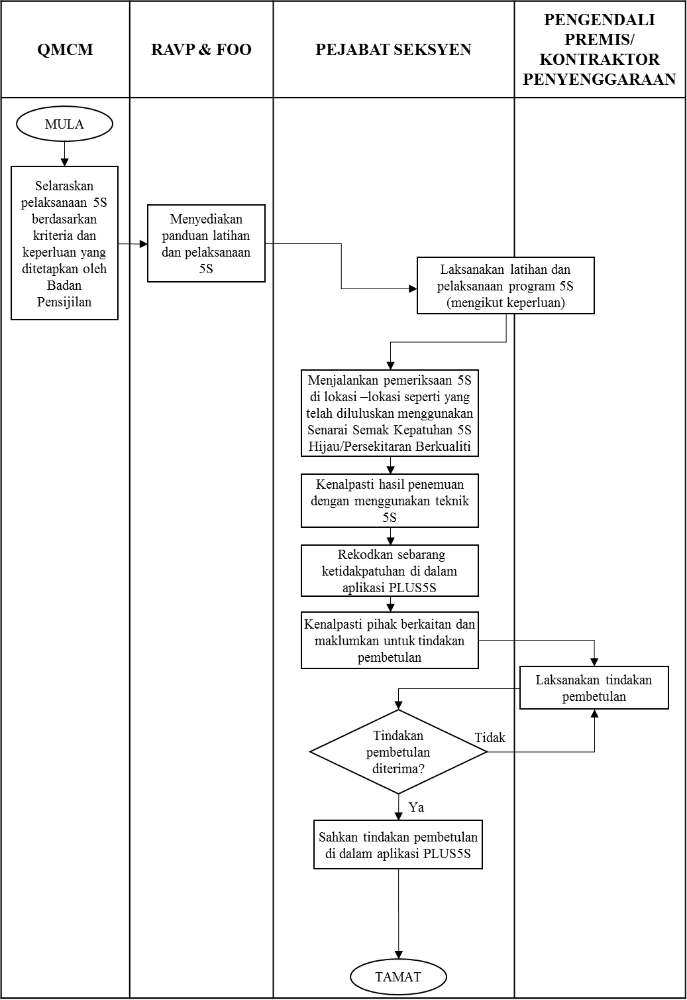 QMCM
RAVP & FOO
PEJABAT SEKSYEN
PENGENDALI
PREMIS/
KONTRAKTOR
PENYENGGARAAN
MULA
Selaraskan
pelaksanaan 5S
berdasarkan
kriteria dan
keperluan yang
ditetapkan oleh
Badan
Pensijilan
Menyediakan
panduan latihan
dan pelaksanaan
5S
Laksanakan latihan dan
pelaksanaan program 5S
(mengikut keperluan)
Menjalankan pemeriksaan 5S
di lokasi –lokasi seperti yang
telah diluluskan menggunakan
Senarai Semak Kepatuhan 5S
Hijau/Persekitaran Berkualiti
Kenalpasti hasil penemuan
dengan menggunakan teknik
5S
Rekodkan sebarang
ketidakpatuhan di dalam
aplikasi PLUS5S
Kenalpasti pihak berkaitan dan
maklumkan untuk tindakan
pembetulan
Laksanakan tindakan
pembetulan
Tindakan
pembetulan
diterima?
Tidak
Ya
Sahkan tindakan pembetulan
di dalam aplikasi PLUS5S
TAMAT